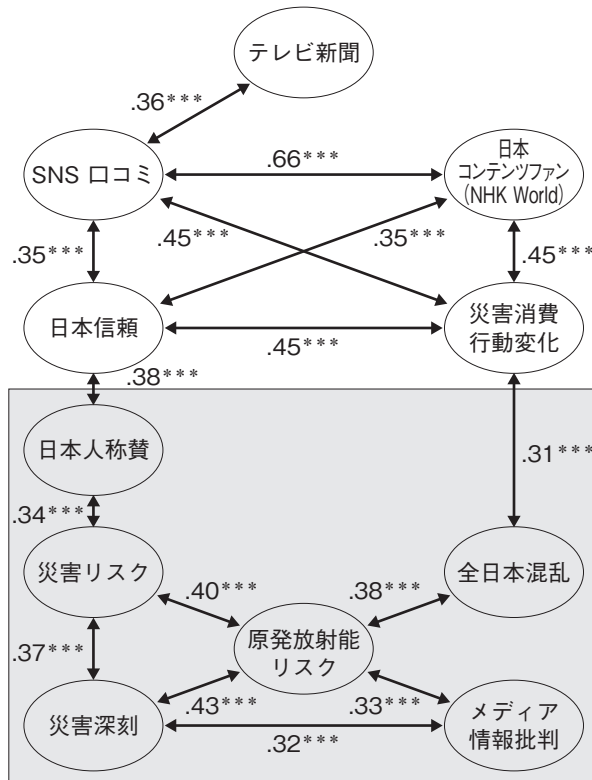 テレビ新聞
.36***
SNS 口コミ
.66***
日本
コンテンツファン
(NHK World)
.35***
.45***
.35***
.45***
日本信頼
.45***
災害消費
行動変化
.38***
日本人称賛
.31***
.34***
災害リスク
.40***
.38***
全日本混乱
原発放射能
リスク
.37***
災害深刻
.43***
.33***
.32***
メディア
情報批判